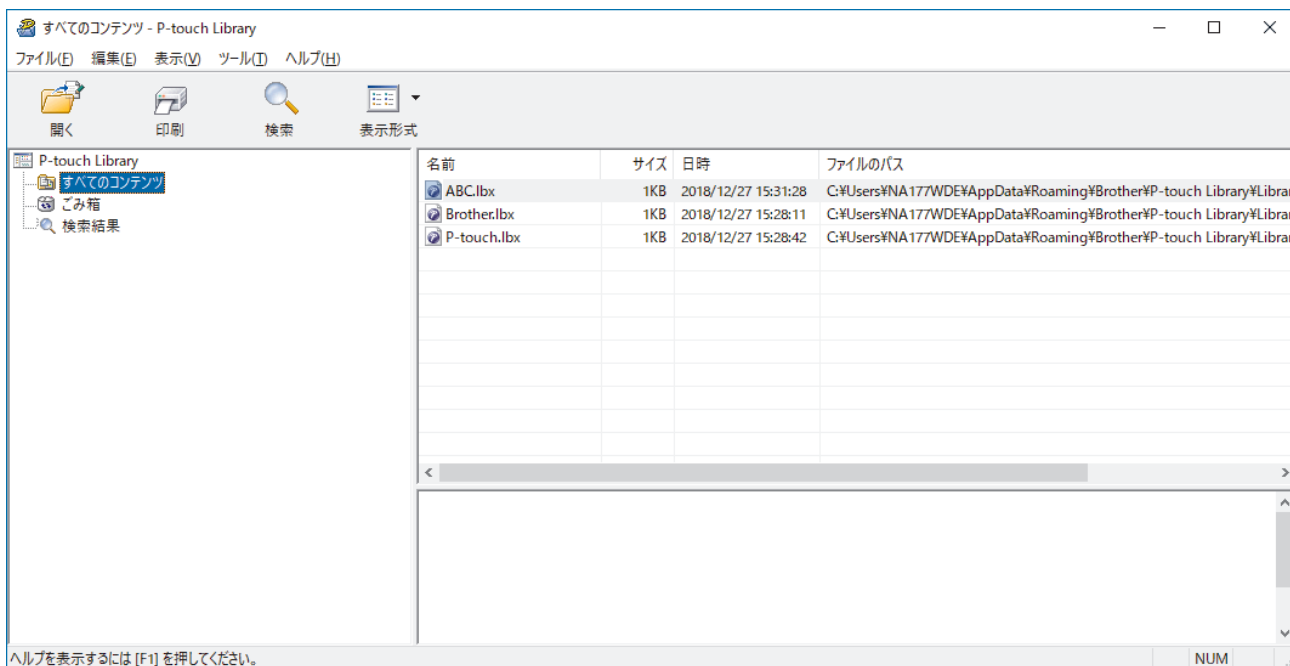 すべてのコンテンツ - P-touch Library
ファイル(F) 編集(E) 表示(V) ツール(T) ヘルプ(H)
開く 印刷 検索 表示形式
P-touch Library
すべてのコンテンツ
ごみ箱
検索結果
名前 サイズ 日時 ファイルのパス
ABC.lbx 1KB 2018/12/27 15:31:28 C:¥Users¥NA177WDE¥AppData¥Roaming¥Brother¥P-touch Library¥Librar
Brother.lbx 1KB 2018/12/27 15:28:11 C:¥Users¥NA177WDE¥AppData¥Roaming¥Brother¥P-touch Library¥Librar
P-touch.lbx 1KB 2018/12/27 15:28:42 C:¥Users¥NA177WDE¥AppData¥Roaming¥Brother¥P-touch Library¥Librar
ヘルプを表示するには [F1] を押してください。 NUM